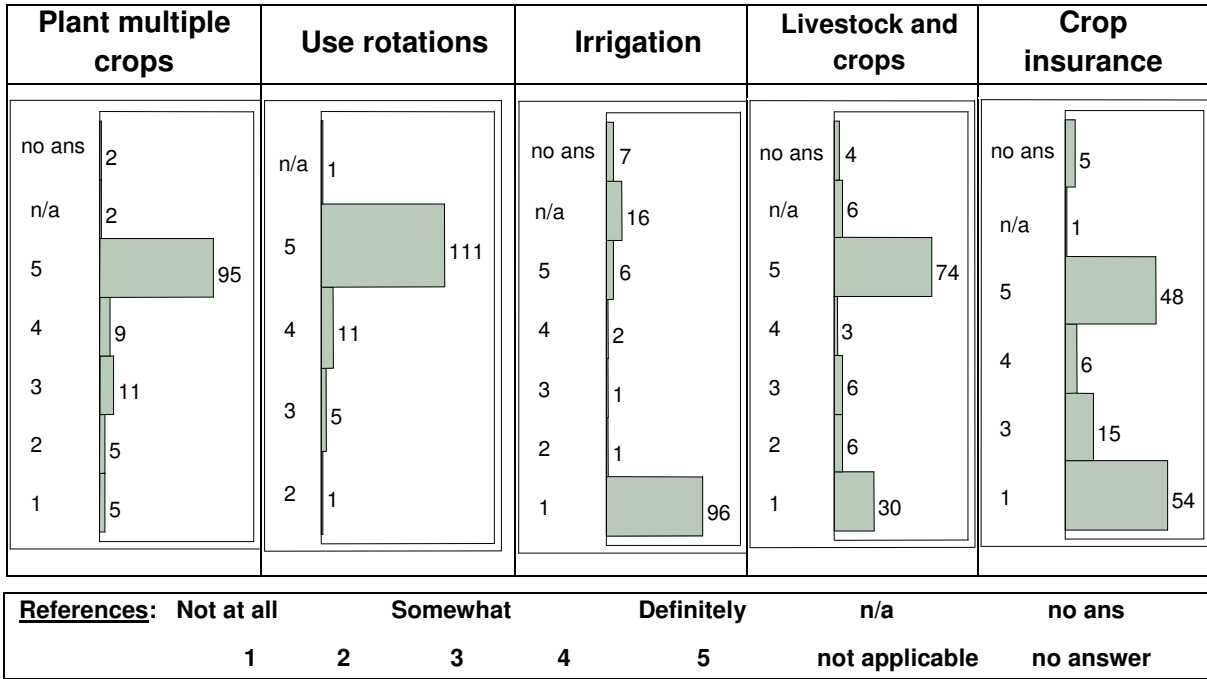 Plant multiple
crops
Use rotations
Irrigation
Livestock and
crops
Crop
insurance
no ans 2
n/a 2
5 95
4 9
3 11
2 5
1 5
n/a 1
5 111
4 11
3 5
2 1
no ans 7
n/a 16
5 6
4 2
3 1
2 1
1 96
no ans 4
n/a 6
5 74
4 3
3 6
2 6
1 30
no ans 5
n/a 1
5 48
4 6
3 15
1 54
References: Not at all Somewhat Definitely n/a no ans
1 2 3 4 5 not applicable no answer